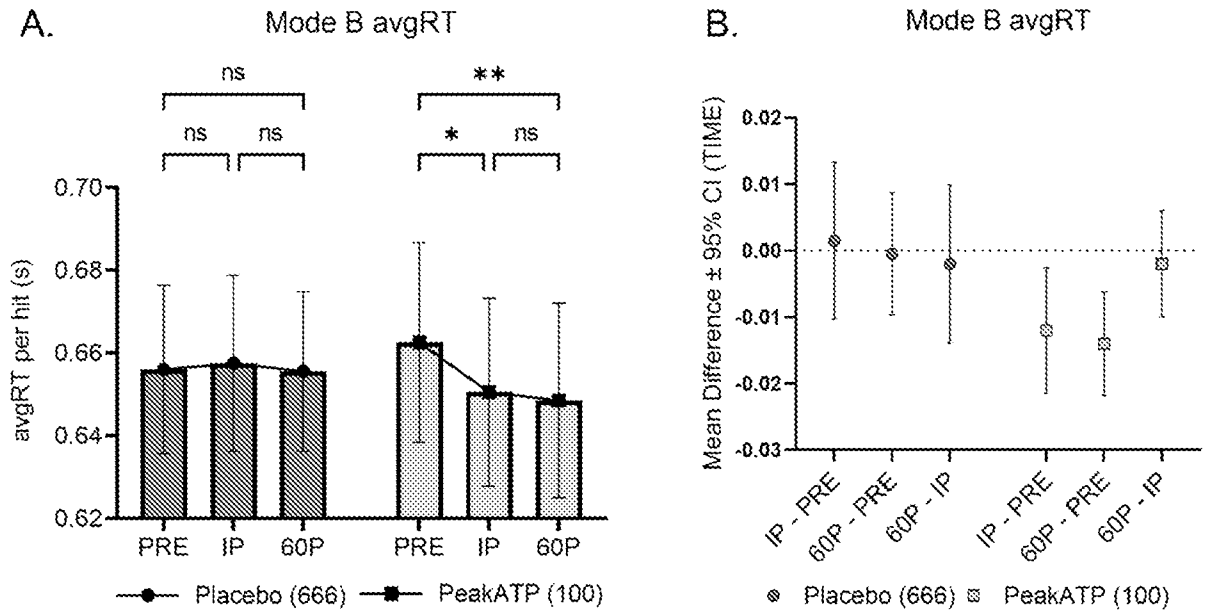 A.
Mode B avgRT
ns
**
ns
ns
*
ns
avgRT per hit (s)
0.70
0.68
0.66
0.64
0.62
PRE
IP
60P
PRE
IP
60P
Placebo (666)
PeakATP (100)
B.
Mode B avgRT
Mean Difference ± 95% CI (TIME)
0.02
0.01
0.00
-0.01
-0.02
-0.03
IP - PRE
60P - PRE
60P - IP
IP - PRE
60P - PRE
60P - IP
Placebo (666)
PeakATP (100)